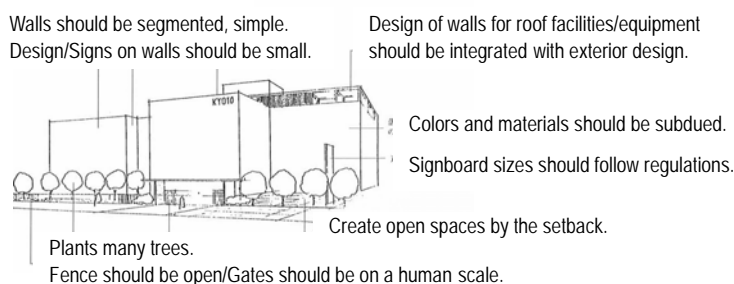 Walls should be segmented, simple.
Design/Signs on walls should be small.
Design of walls for roof facilities/equipment
should be integrated with exterior design.
KYOTO
Colors and materials should be subdued.
Signboard sizes should follow regulations.
Create open spaces by the setback.
Plants many trees.
Fence should be open/Gates should be on a human scale.